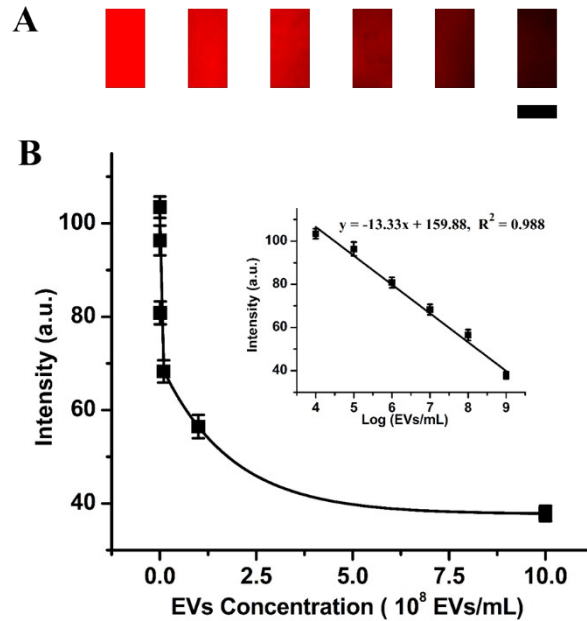 A
B
y = -13.33x + 159.88, R² = 0.988
100
80
60
40
Intensity (a.u.)
4 5 6 7 8 9
Log (EVs/mL)
100
80
60
40
Intensity (a.u.)
0.0 2.5 5.0 7.5 10.0
EVs Concentration ( 10⁸ EVs/mL)